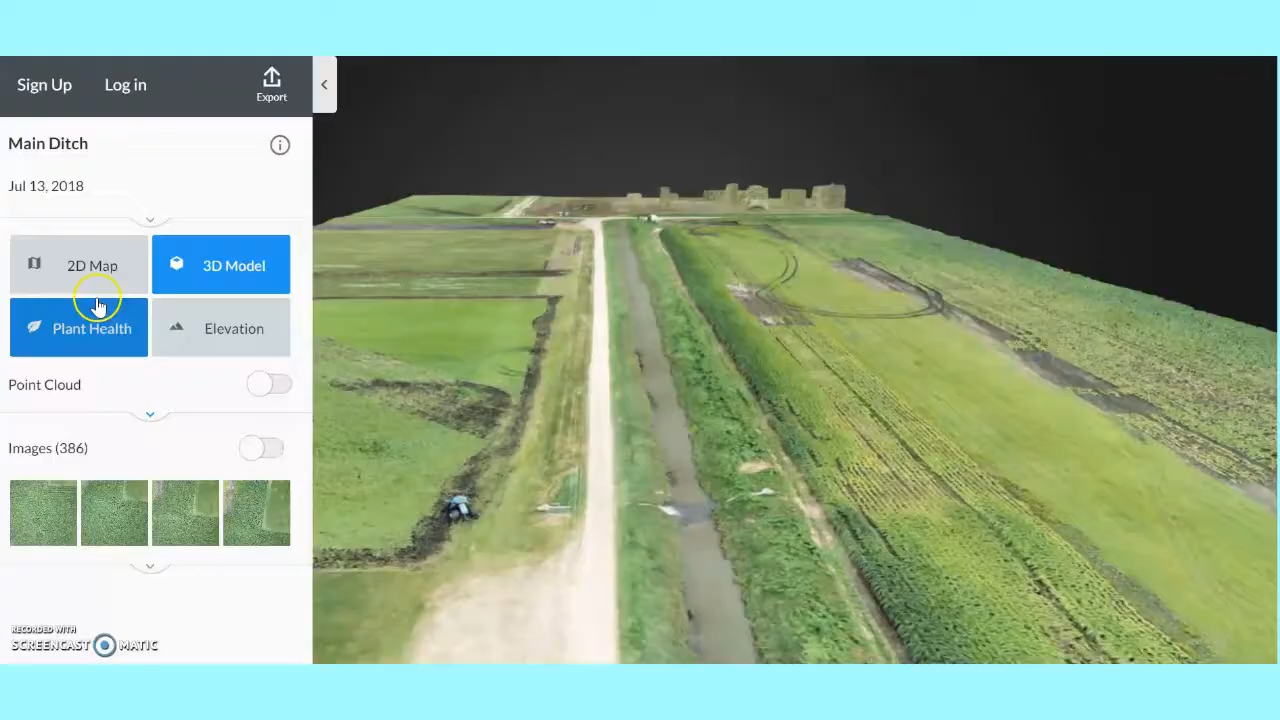 Sign Up Log in Export
Main Ditch
Jul 13, 2018
2D Map 3D Model
Plant Health Elevation
Point Cloud
Images (386)
RECORDED WITH
SCREENCAST MATIC